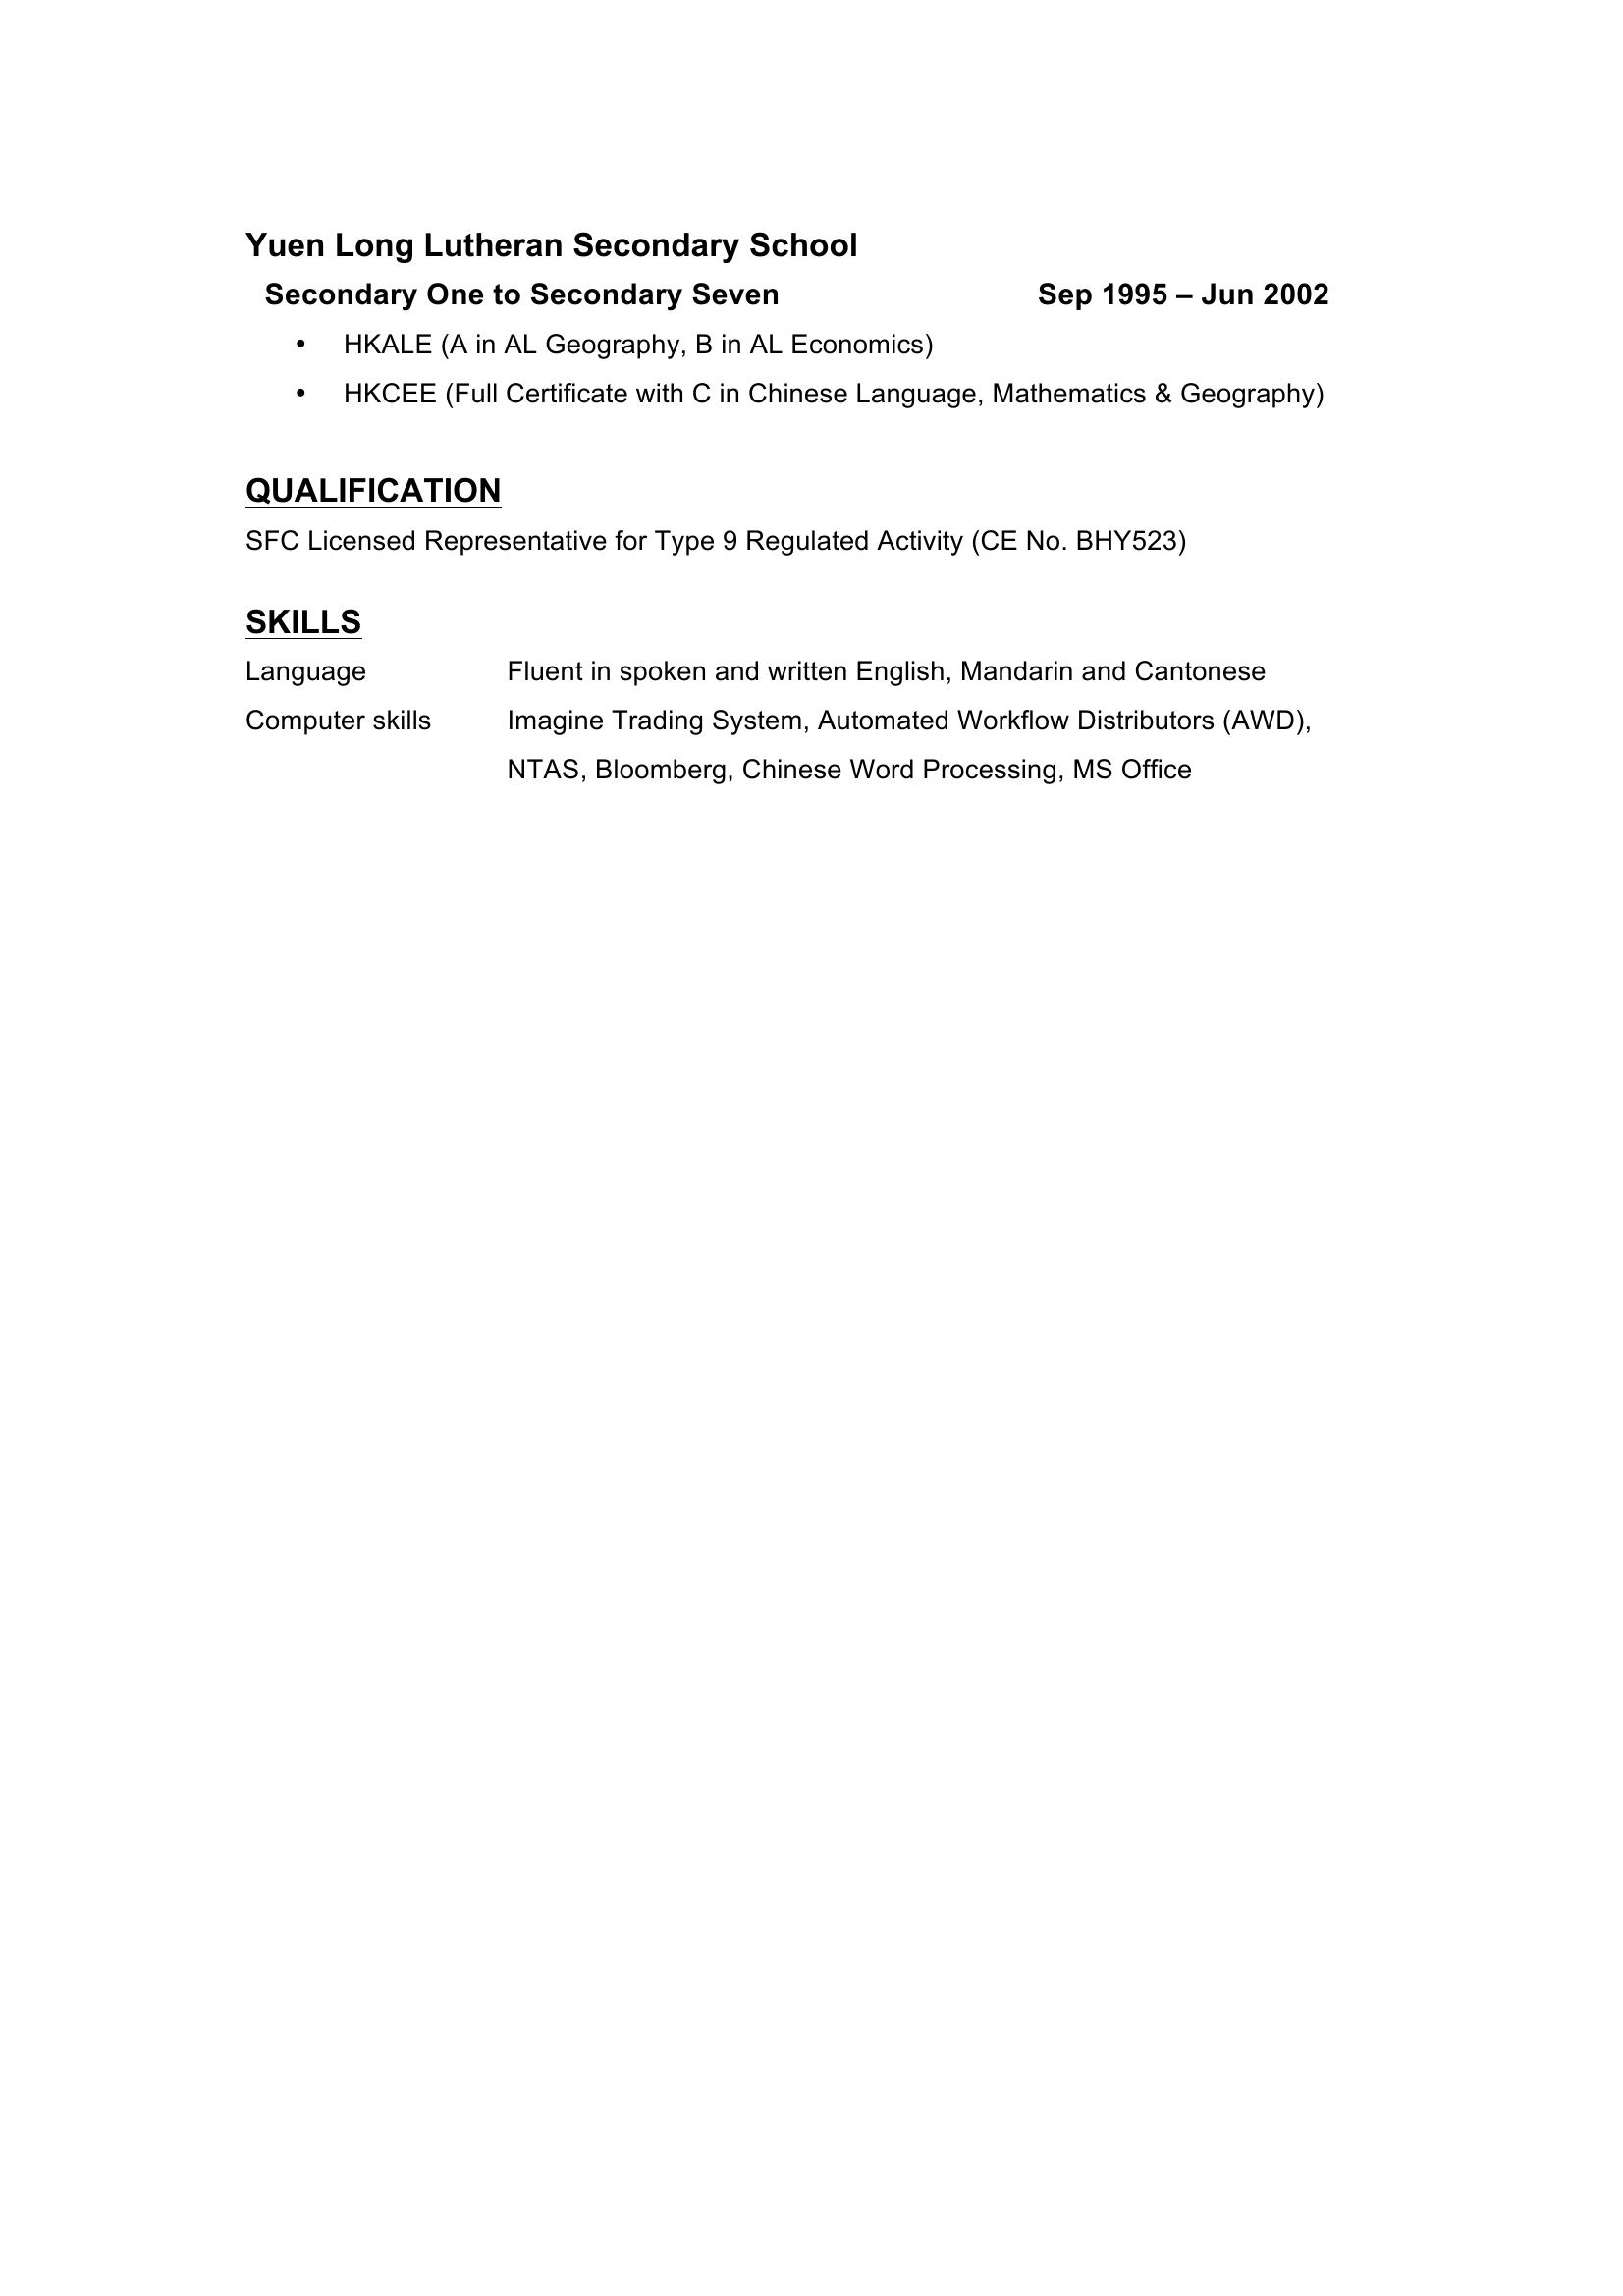 Yuen Long Lutheran Secondary School
Secondary One to Secondary Seven Sep 1995 – Jun 2002
• HKALE (A in AL Geography, B in AL Economics)
• HKCEE (Full Certificate with C in Chinese Language, Mathematics & Geography)
QUALIFICATION
SFC Licensed Representative for Type 9 Regulated Activity (CE No. BHY523)
SKILLS
Language Fluent in spoken and written English, Mandarin and Cantonese
Computer skills Imagine Trading System, Automated Workflow Distributors (AWD),
NTAS, Bloomberg, Chinese Word Processing, MS Office